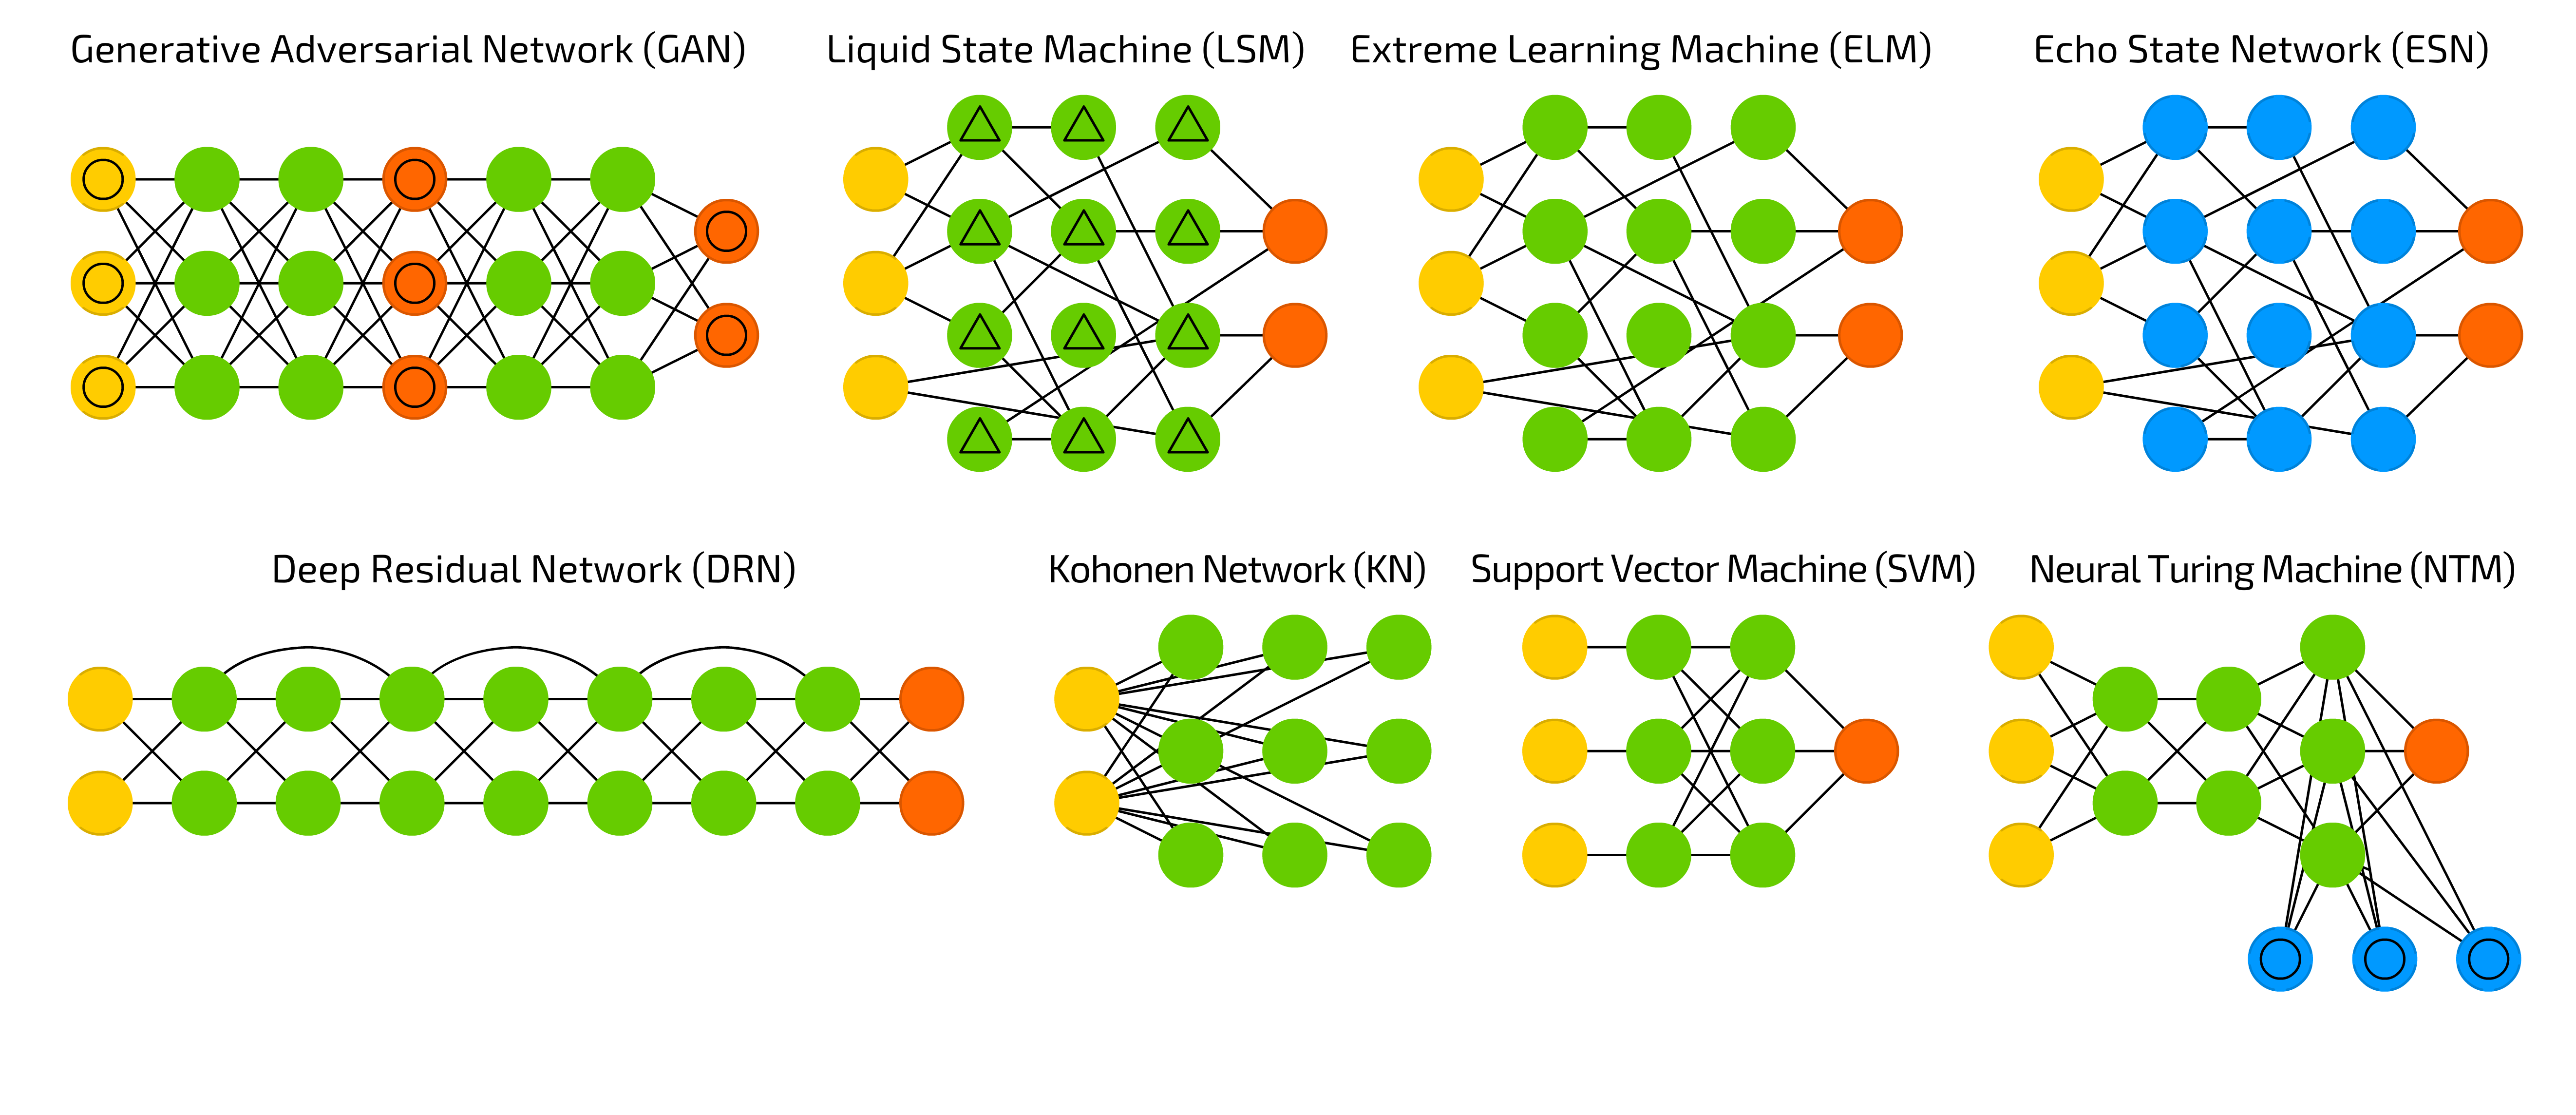 Generative Adversarial Network (GAN)
Liquid State Machine (LSM)
Extreme Learning Machine (ELM)
Echo State Network (ESN)
Deep Residual Network (DRN)
Kohonen Network (KN)
Support Vector Machine (SVM)
Neural Turing Machine (NTM)